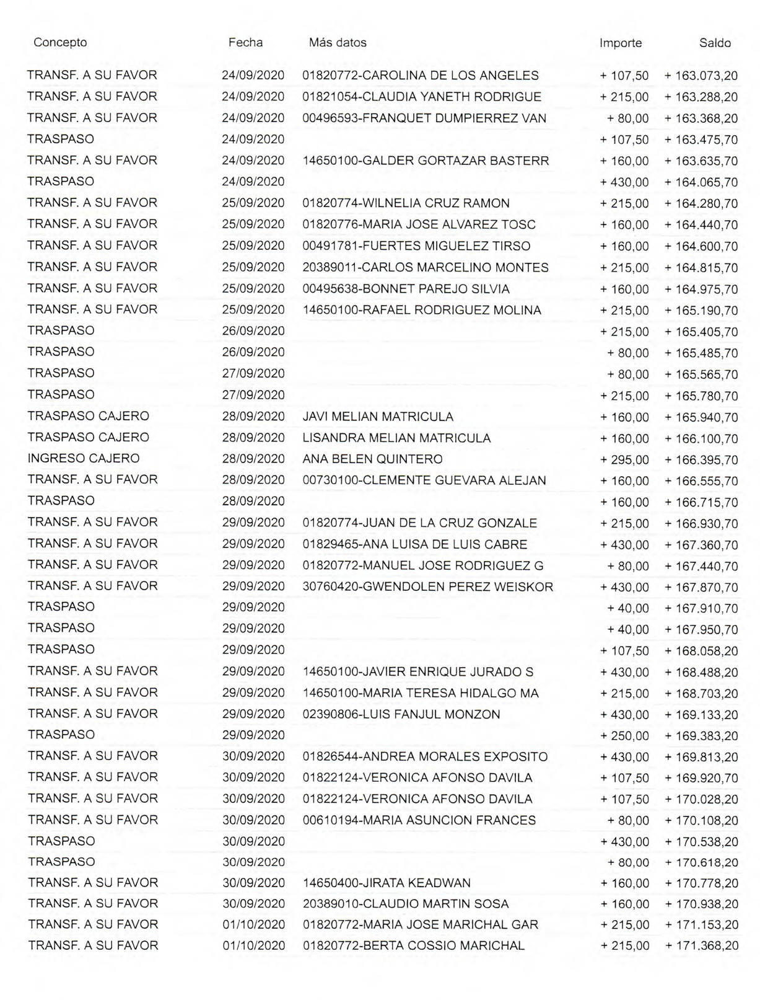 Concepto Fecha Más datos Importe Saldo
TRANSF. A SU FAVOR 24/09/2020 01820772-CAROLINA DE LOS ANGELES + 107,50 + 163.073,20
TRANSF. A SU FAVOR 24/09/2020 01821054-CLAUDIA YANETH RODRIGUE + 215,00 + 163.288,20
TRANSF. A SU FAVOR 24/09/2020 00496593-FRANQUET DUMPIERREZ VAN + 80,00 + 163.368,20
TRASPASO 24/09/2020 + 107,50 + 163.475,70
TRANSF. A SU FAVOR 24/09/2020 14650100-GALDER GORTAZAR BASTERR + 160,00 + 163.635,70
TRASPASO 24/09/2020 + 430,00 + 164.065,70
TRANSF. A SU FAVOR 25/09/2020 01820774-WILNELIA CRUZ RAMON + 215,00 + 164.280,70
TRANSF. A SU FAVOR 25/09/2020 01820776-MARIA JOSE ALVAREZ TOSC + 160,00 + 164.440,70
TRANSF. A SU FAVOR 25/09/2020 00491781-FUERTES MIGUELEZ TIRSO + 160,00 + 164.600,70
TRANSF. A SU FAVOR 25/09/2020 20389011-CARLOS MARCELINO MONTES + 215,00 + 164.815,70
TRANSF. A SU FAVOR 25/09/2020 00495638-BONNET PAREJO SILVIA + 160,00 + 164.975,70
TRANSF. A SU FAVOR 25/09/2020 14650100-RAFAEL RODRIGUEZ MOLINA + 215,00 + 165.190,70
TRASPASO 26/09/2020 + 215,00 + 165.405,70
TRASPASO 26/09/2020 + 80,00 + 165.485,70
TRASPASO 27/09/2020 + 80,00 + 165.565,70
TRASPASO 27/09/2020 + 215,00 + 165.780,70
TRASPASO CAJERO 28/09/2020 JAVI MELIAN MATRICULA + 160,00 + 165.940,70
TRASPASO CAJERO 28/09/2020 LISANDRA MELIAN MATRICULA + 160,00 + 166.100,70
INGRESO CAJERO 28/09/2020 ANA BELEN QUINTERO + 295,00 + 166.395,70
TRANSF. A SU FAVOR 28/09/2020 00730100-CLEMENTE GUEVARA ALEJAN + 160,00 + 166.555,70
TRASPASO 28/09/2020 + 160,00 + 166.715,70
TRANSF. A SU FAVOR 29/09/2020 01820774-JUAN DE LA CRUZ GONZALE + 215,00 + 166.930,70
TRANSF. A SU FAVOR 29/09/2020 01829465-ANA LUISA DE LUIS CABRE + 430,00 + 167.360,70
TRANSF. A SU FAVOR 29/09/2020 01820772-MANUEL JOSE RODRIGUEZ G + 80,00 + 167.440,70
TRANSF. A SU FAVOR 29/09/2020 30760420-GWENDOLEN PEREZ WEISKOR + 430,00 + 167.870,70
TRASPASO 29/09/2020 + 40,00 + 167.910,70
TRASPASO 29/09/2020 + 40,00 + 167.950,70
TRASPASO 29/09/2020 + 107,50 + 168.058,20
TRANSF. A SU FAVOR 29/09/2020 14650100-JAVIER ENRIQUE JURADO S + 430,00 + 168.488,20
TRANSF. A SU FAVOR 29/09/2020 14650100-MARIA TERESA HIDALGO MA + 215,00 + 168.703,20
TRANSF. A SU FAVOR 29/09/2020 02390806-LUIS FANJUL MONZON + 430,00 + 169.133,20
TRASPASO 29/09/2020 + 250,00 + 169.383,20
TRANSF. A SU FAVOR 30/09/2020 01826544-ANDREA MORALES EXPOSITO + 430,00 + 169.813,20
TRANSF. A SU FAVOR 30/09/2020 01822124-VERONICA AFONSO DAVILA + 107,50 + 169.920,70
TRANSF. A SU FAVOR 30/09/2020 01822124-VERONICA AFONSO DAVILA + 107,50 + 170.028,20
TRANSF. A SU FAVOR 30/09/2020 00610194-MARIA ASUNCION FRANCES + 80,00 + 170.108,20
TRASPASO 30/09/2020 + 430,00 + 170.538,20
TRASPASO 30/09/2020 + 80,00 + 170.618,20
TRANSF. A SU FAVOR 30/09/2020 14650400-JIRATA KEADWAN + 160,00 + 170.778,20
TRANSF. A SU FAVOR 30/09/2020 20389010-CLAUDIO MARTIN SOSA + 160,00 + 170.938,20
TRANSF. A SU FAVOR 01/10/2020 01820772-MARIA JOSE MARICHAL GAR + 215,00 + 171.153,20
TRANSF. A SU FAVOR 01/10/2020 01820772-BERTA COSSIO MARICHAL + 215,00 + 171.368,20